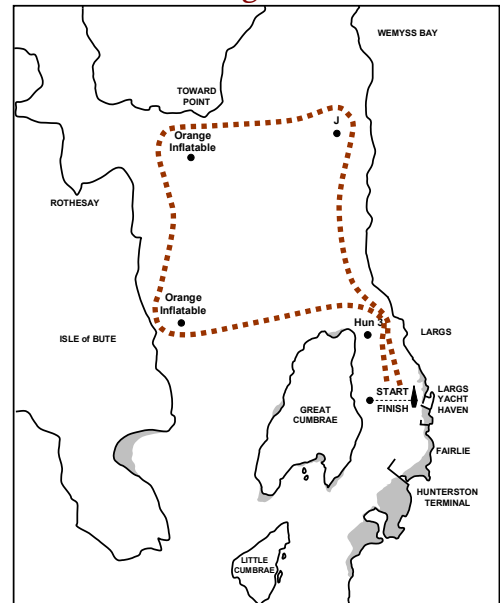 WEMYSS BAY
TOWARD
POINT
J
Orange
Inflatable
ROTHESAY
Orange
Inflatable
Hun 3
LARGS
ISLE of BUTE
START
FINISH
LARGS
YACHT
HAVEN
GREAT
CUMBRAE
FAIRLIE
HUNTERSTON
TERMINAL
LITTLE
CUMBRAE